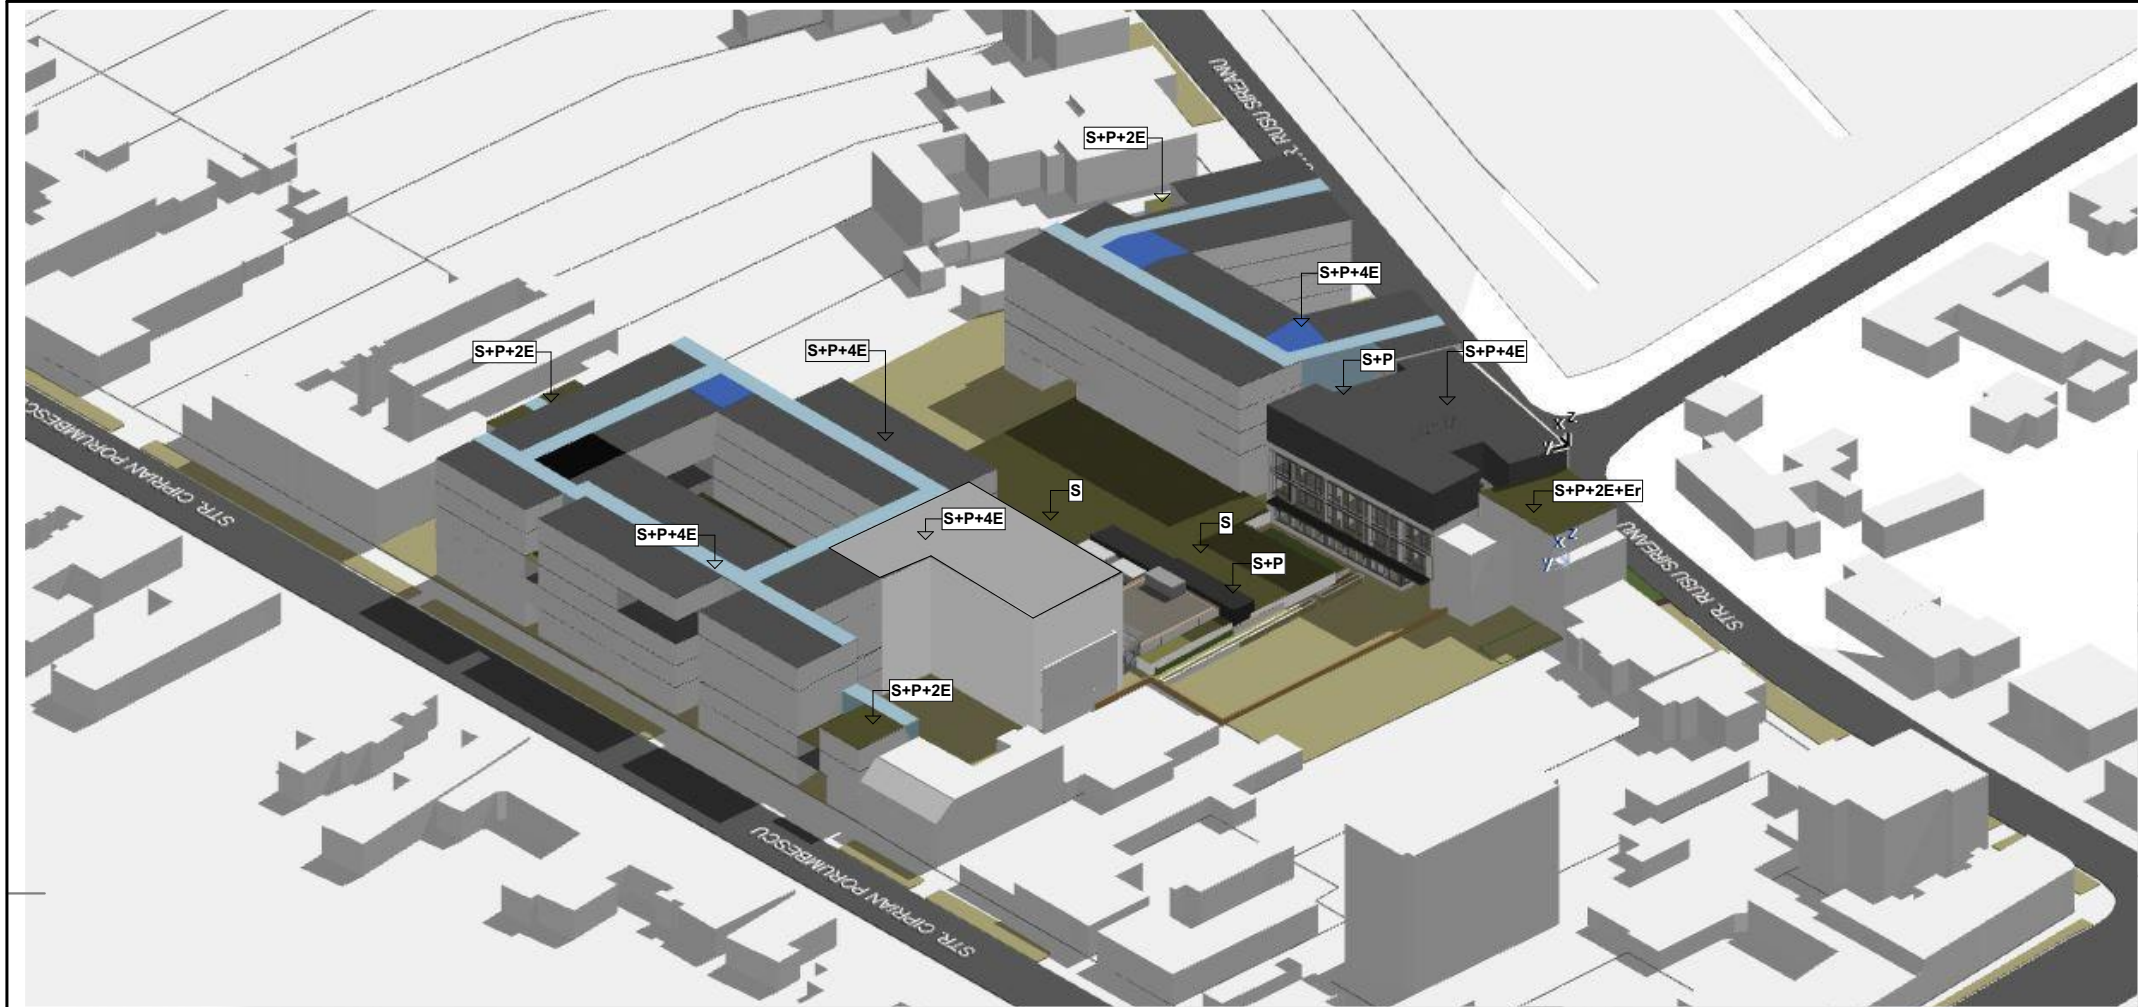 STR. RUSU SIREANU
S+P+2E
S+P+4E
S+P+2E
S+P+4E
S+P
S+P+4E
X Z
Y
S
S+P+2E+Er
S+P+4E
S
S+P+4E
S+P
X Z
Y
STR. CIPRIAN PORUMBESCU
STR. RUSU SIREANU
S+P+2E
STR. CIPRIAN PORUMBESCU